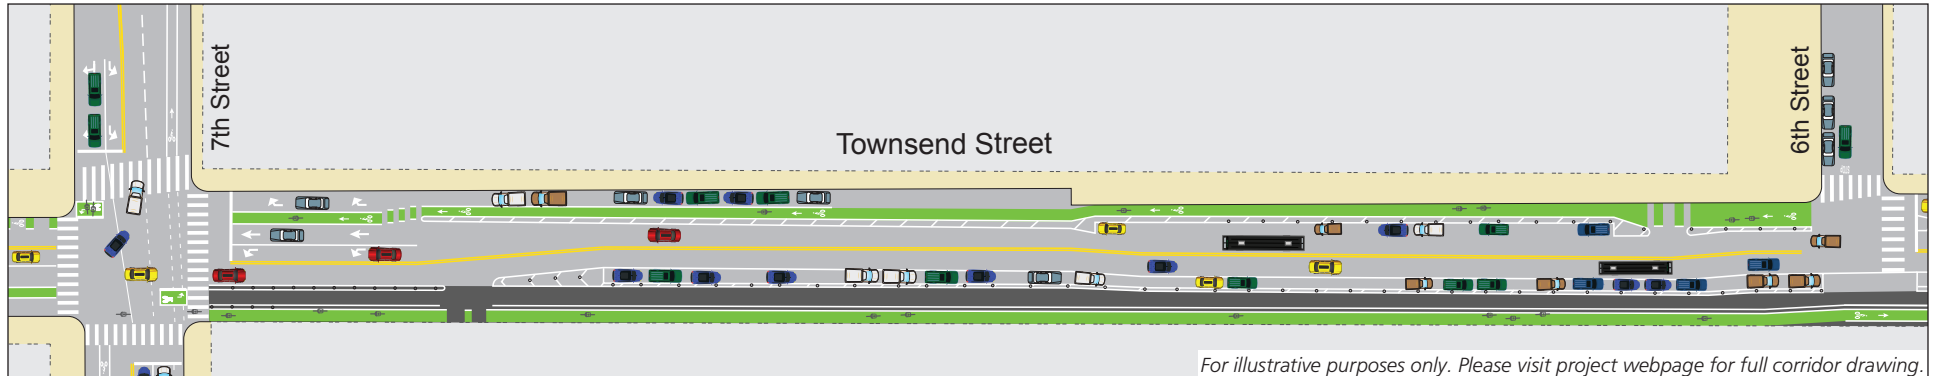 7th Street
Townsend Street
6th Street
For illustrative purposes only. Please visit project webpage for full corridor drawing.